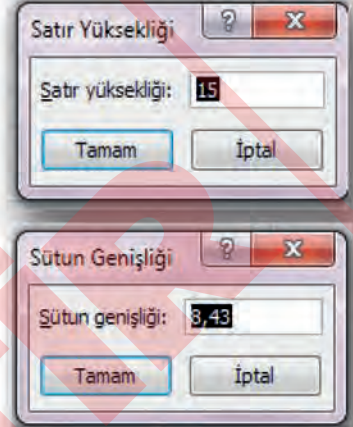 Satır Yüksekliği
Satır yüksekliği: 15
Tamam İptal
Sütun Genişliği
Sütun genişliği: 8,43
Tamam İptal